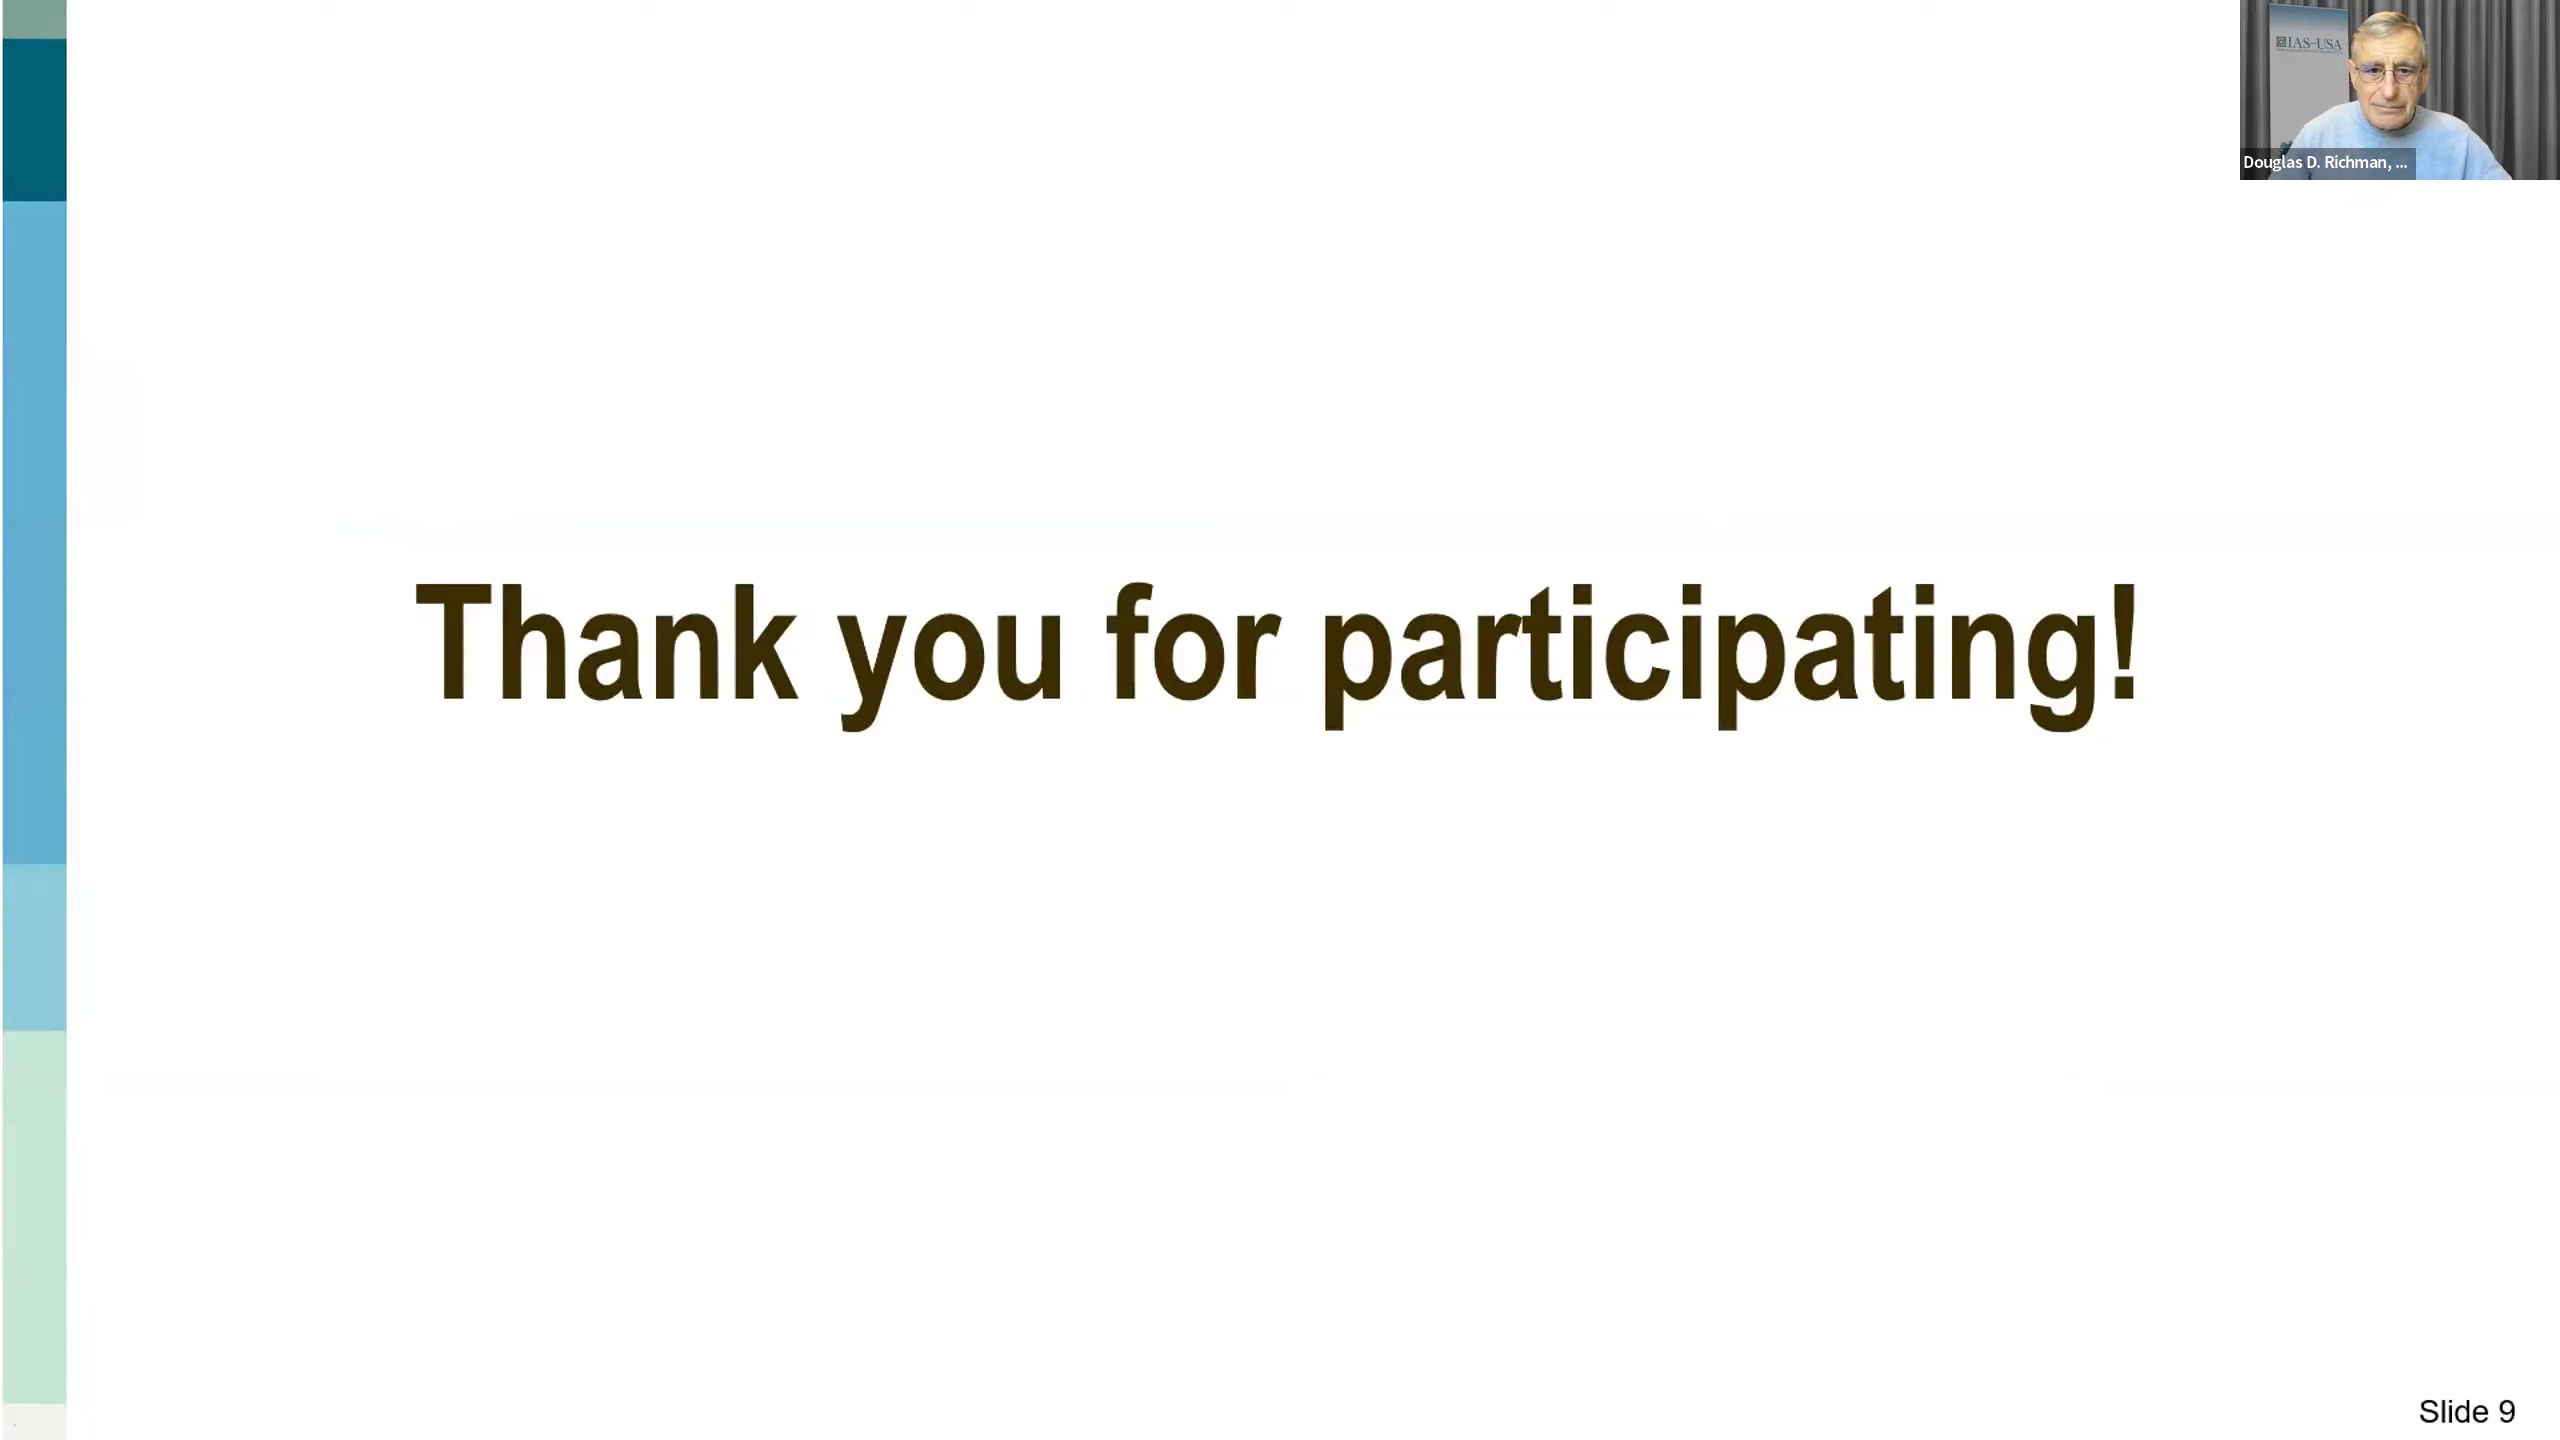 IAS–USA
Douglas D. Richman, ...
Thank you for participating!
Slide 9